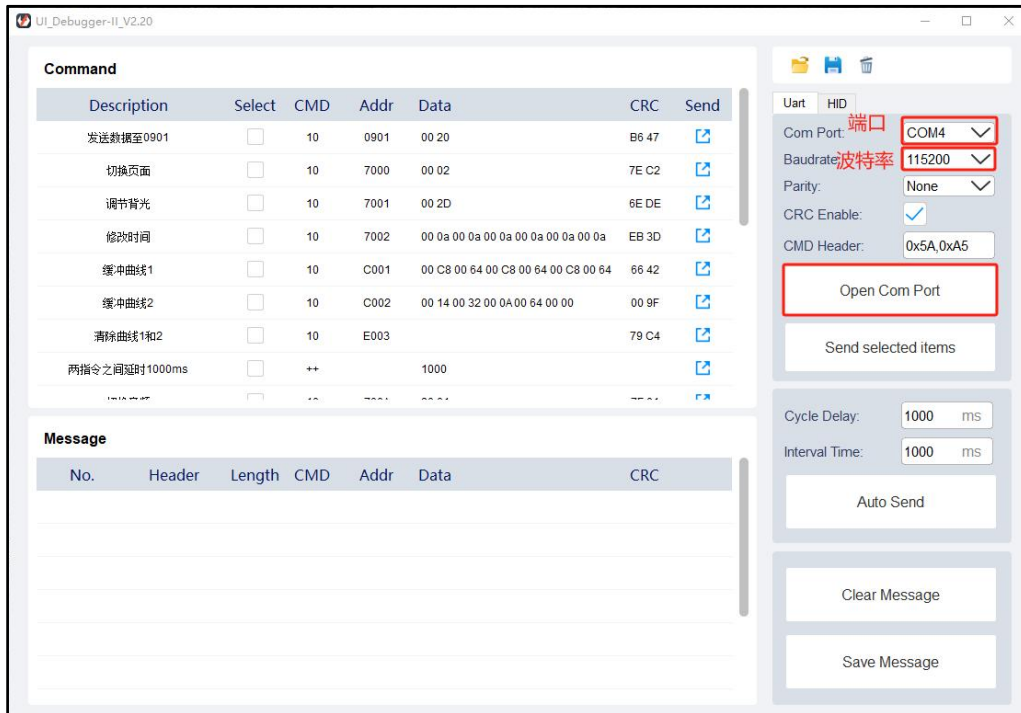 UI_Debugger-II_V2.20
Command
Description Select CMD Addr Data CRC Send
发送数据至0901 10 0901 00 20 B6 47
切换页面 10 7000 00 02 7E C2
调节背光 10 7001 00 2D 6E DE
修改时间 10 7002 00 0a 00 0a 00 0a 00 0a 00 0a 00 0a EB 3D
缓冲曲线1 10 C001 00 C8 00 64 00 C8 00 64 00 C8 00 64 66 42
缓冲曲线2 10 C002 00 14 00 32 00 0A 00 64 00 00 00 9F
清除曲线1和2 10 E003 79 C4
两指令之间延时1000ms ++ 1000
Message
No. Header Length CMD Addr Data CRC
Uart HID
Com Port: 端口 COM4
Baudrate 波特率 115200
Parity: None
CRC Enable:
CMD Header: 0x5A,0xA5
Open Com Port
Send selected items
Cycle Delay: 1000 ms
Interval Time: 1000 ms
Auto Send
Clear Message
Save Message